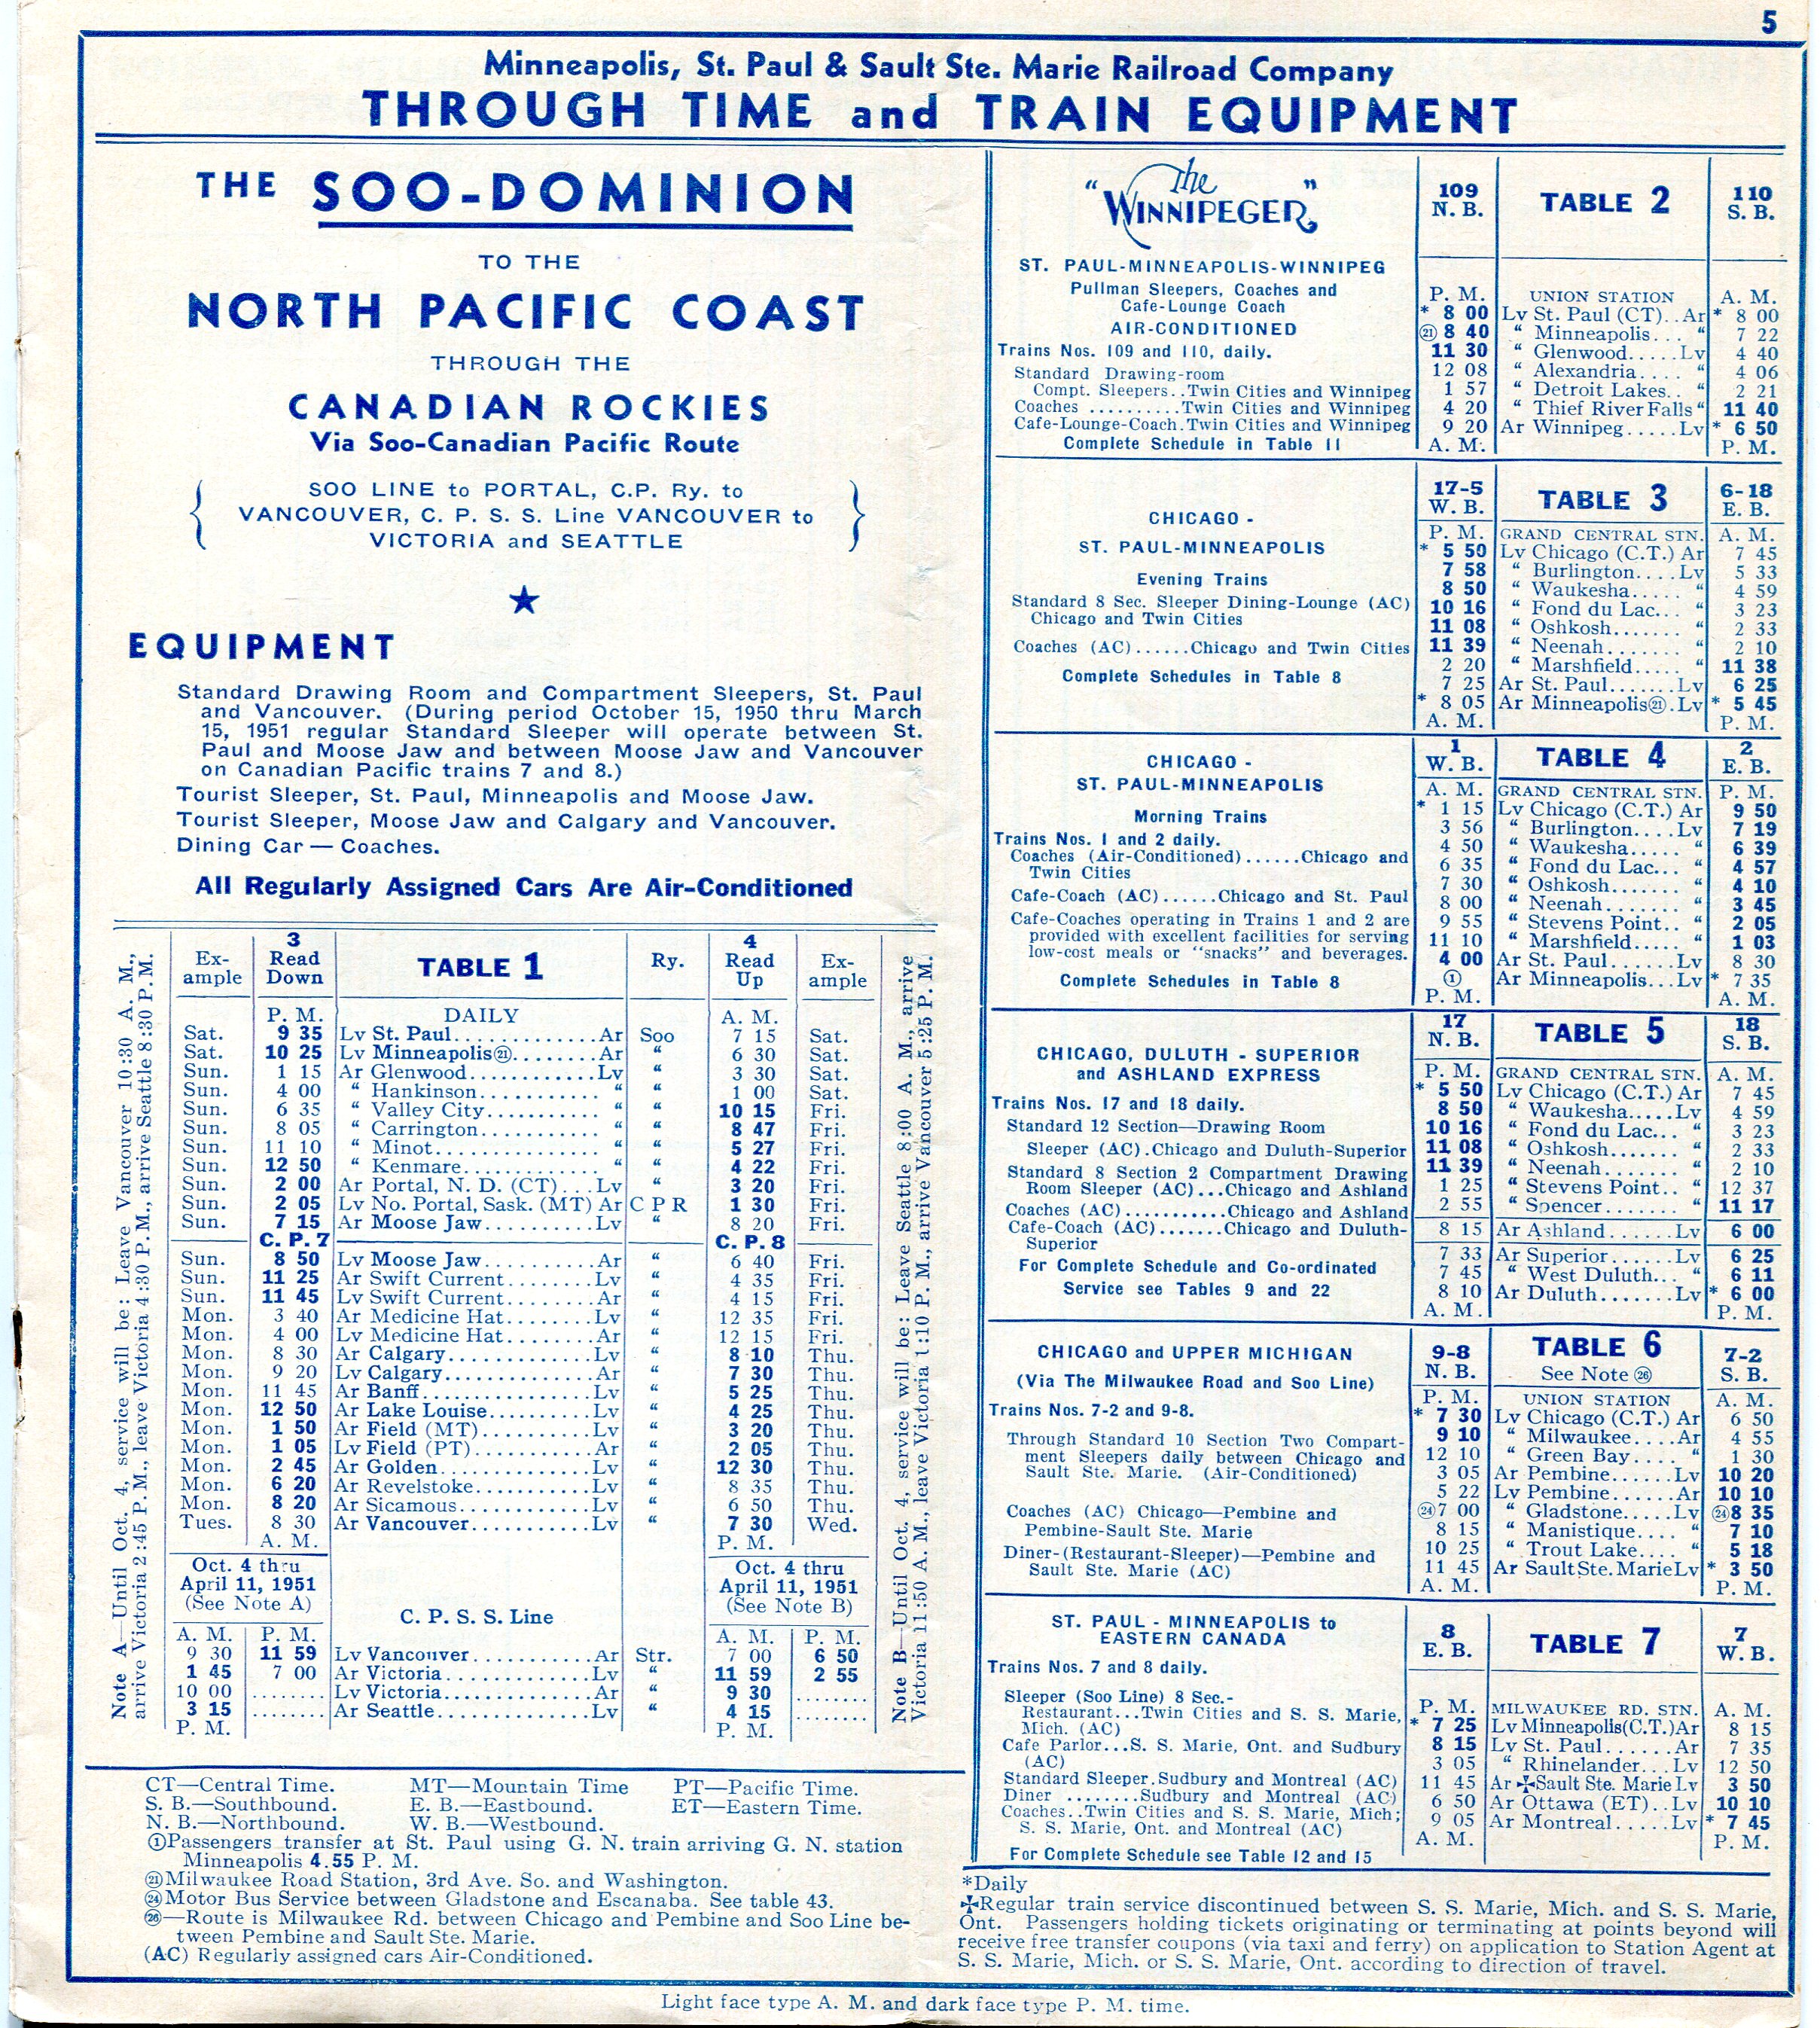 5
Minneapolis, St. Paul & Sault Ste. Marie Railroad Company
THROUGH TIME and TRAIN EQUIPMENT
THE SOO-DOMINION
TO THE
NORTH PACIFIC COAST
THROUGH THE
CANADIAN ROCKIES
Via Soo-Canadian Pacific Route
SOO LINE to PORTAL, C.P. Ry. to
VANCOUVER, C. P. S. S. Line VANCOUVER to
VICTORIA and SEATTLE
★
EQUIPMENT
Standard Drawing Room and Compartment Sleepers, St. Paul
and Vancouver. (During period October 15, 1950 thru March
15, 1951 regular Standard Sleeper will operate between St.
Paul and Moose Jaw and between Moose Jaw and Vancouver
on Canadian Pacific trains 7 and 8.)
Tourist Sleeper, St. Paul, Minneapolis and Moose Jaw.
Tourist Sleeper, Moose Jaw and Calgary and Vancouver.
Dining Car — Coaches.
All Regularly Assigned Cars Are Air-Conditioned
Note A—Until Oct. 4, service will be: Leave Vancouver 10:30 A. M.,
arrive Victoria 2:45 P. M., leave Victoria 4:30 P. M., arrive Seattle 8:30 P. M.
Ex-ample 3 Read Down TABLE 1 Ry. 4 Read Up Ex-ample
P. M. DAILY A. M.
Sat. 9 35 Lv St. Paul.............Ar Soo 7 15 Sat.
Sat. 10 25 Lv Minneapolis㉑........Ar “ 6 30 Sat.
Sun. 1 15 Ar Glenwood...........Lv “ 3 30 Sat.
Sun. 4 00 “ Hankinson........... “ “ 1 00 Sat.
Sun. 6 35 “ Valley City.......... “ “ 10 15 Fri.
Sun. 8 05 “ Carrington........... “ “ 8 47 Fri.
Sun. 11 10 “ Minot............... “ “ 5 27 Fri.
Sun. 12 50 “ Kenmare............ “ “ 4 22 Fri.
Sun. 2 00 Ar Portal, N. D. (CT)...Lv “ 3 20 Fri.
Sun. 2 05 Lv No. Portal, Sask. (MT) Ar C P R 1 30 Fri.
Sun. 7 15 Ar Moose Jaw..........Lv “ 8 20 Fri.
C. P. 7 C. P. 8
Sun. 8 50 Lv Moose Jaw..........Ar “ 6 40 Fri.
Sun. 11 25 Ar Swift Current........Lv “ 4 35 Fri.
Sun. 11 45 Lv Swift Current........Ar “ 4 15 Fri.
Mon. 3 40 Ar Medicine Hat........Lv “ 12 35 Fri.
Mon. 4 00 Lv Medicine Hat........Ar “ 12 15 Fri.
Mon. 8 30 Ar Calgary.............Lv “ 8 10 Thu.
Mon. 9 20 Lv Calgary.............Ar “ 7 30 Thu.
Mon. 11 45 Ar Banff...............Lv “ 5 25 Thu.
Mon. 12 50 Ar Lake Louise.........Lv “ 4 25 Thu.
Mon. 1 50 Ar Field (MT)..........Lv “ 3 20 Thu.
Mon. 1 05 Lv Field (PT)...........Ar “ 2 05 Thu.
Mon. 2 45 Ar Golden..............Lv “ 12 30 Thu.
Mon. 6 20 Ar Revelstoke..........Lv “ 8 35 Thu.
Mon. 8 20 Ar Sicamous...........Lv “ 6 50 Thu.
Tues. 8 30 Ar Vancouver..........Lv “ 7 30 Wed.
A. M. P. M.
Oct. 4 thru April 11, 1951 (See Note A) C. P. S. S. Line Oct. 4 thru April 11, 1951 (See Note B)
A. M. P. M. A. M. P. M.
9 30 11 59 Lv Vancouver..........Ar Str. 7 00 6 50
1 45 7 00 Ar Victoria.............Lv “ 11 59 2 55
10 00 ........ Lv Victoria.............Ar “ 9 30 ........
3 15 ........ Ar Seattle..............Lv “ 4 15 ........
P. M. P. M.
Note B—Until Oct. 4, service will be: Leave Seattle 8:00 A. M., arrive
Victoria 11:50 A. M., leave Victoria 1:10 P. M., arrive Vancouver 5:25 P. M.
CT—Central Time. MT—Mountain Time PT—Pacific Time.
S. B.—Southbound. E. B.—Eastbound. ET—Eastern Time.
N. B.—Northbound. W. B.—Westbound.
①Passengers transfer at St. Paul using G. N. train arriving G. N. station
Minneapolis 4.55 P. M.
㉑Milwaukee Road Station, 3rd Ave. So. and Washington.
㉔Motor Bus Service between Gladstone and Escanaba. See table 43.
㉖—Route is Milwaukee Rd. between Chicago and Pembine and Soo Line be-
tween Pembine and Sault Ste. Marie.
(AC) Regularly assigned cars Air-Conditioned.
“The WINNIPEGER”
ST. PAUL-MINNEAPOLIS-WINNIPEG
Pullman Sleepers, Coaches and
Cafe-Lounge Coach
AIR-CONDITIONED
Trains Nos. 109 and 110, daily.
Standard Drawing-room
Compt. Sleepers..Twin Cities and Winnipeg
Coaches ..........Twin Cities and Winnipeg
Cafe-Lounge-Coach.Twin Cities and Winnipeg
Complete Schedule in Table 11
109 N. B. TABLE 2 110 S. B.
P. M. UNION STATION A. M.
* 8 00 Lv St. Paul (CT)..Ar * 8 00
㉑ 8 40 “ Minneapolis... “ 7 22
11 30 “ Glenwood.....Lv 4 40
12 08 “ Alexandria.... “ 4 06
1 57 “ Detroit Lakes.. “ 2 21
4 20 “ Thief River Falls “ 11 40
9 20 Ar Winnipeg.....Lv * 6 50
A. M. P. M.
CHICAGO -
ST. PAUL-MINNEAPOLIS
Evening Trains
Standard 8 Sec. Sleeper Dining-Lounge (AC)
Chicago and Twin Cities
Coaches (AC)......Chicago and Twin Cities
Complete Schedules in Table 8
17-5 W. B. TABLE 3 6-18 E. B.
P. M. GRAND CENTRAL STN. A. M.
* 5 50 Lv Chicago (C.T.) Ar 7 45
7 58 “ Burlington....Lv 5 33
8 50 “ Waukesha..... “ 4 59
10 16 “ Fond du Lac... “ 3 23
11 08 “ Oshkosh....... “ 2 33
11 39 “ Neenah....... “ 2 10
2 20 “ Marshfield..... “ 11 38
7 25 Ar St. Paul.......Lv 6 25
* 8 05 Ar Minneapolis㉑.Lv * 5 45
A. M. P. M.
CHICAGO -
ST. PAUL-MINNEAPOLIS
Morning Trains
Trains Nos. 1 and 2 daily.
Coaches (Air-Conditioned)......Chicago and
Twin Cities
Cafe-Coach (AC)......Chicago and St. Paul
Cafe-Coaches operating in Trains 1 and 2 are
provided with excellent facilities for serving
low-cost meals or “snacks” and beverages.
Complete Schedules in Table 8
1 W. B. TABLE 4 2 E. B.
A. M. GRAND CENTRAL STN. P. M.
* 1 15 Lv Chicago (C.T.) Ar 9 50
3 56 “ Burlington....Lv 7 19
4 50 “ Waukesha..... “ 6 39
6 35 “ Fond du Lac... “ 4 57
7 30 “ Oshkosh....... “ 4 10
8 00 “ Neenah....... “ 3 45
9 55 “ Stevens Point.. “ 2 05
11 10 “ Marshfield..... “ 1 03
4 00 Ar St. Paul......Lv 8 30
① Ar Minneapolis...Lv * 7 35
P. M. A. M.
CHICAGO, DULUTH - SUPERIOR
and ASHLAND EXPRESS
Trains Nos. 17 and 18 daily.
Standard 12 Section—Drawing Room
Sleeper (AC).Chicago and Duluth-Superior
Standard 8 Section 2 Compartment Drawing
Room Sleeper (AC)...Chicago and Ashland
Coaches (AC)...........Chicago and Ashland
Cafe-Coach (AC).......Chicago and Duluth-
Superior
For Complete Schedule and Co-ordinated
Service see Tables 9 and 22
17 N. B. TABLE 5 18 S. B.
P. M. GRAND CENTRAL STN. A. M.
* 5 50 Lv Chicago (C.T.) Ar 7 45
8 50 “ Waukesha.....Lv 4 59
10 16 “ Fond du Lac... “ 3 23
11 08 “ Oshkosh....... “ 2 33
11 39 “ Neenah....... “ 2 10
1 25 “ Stevens Point.. “ 12 37
2 55 “ Spencer....... “ 11 17
8 15 Ar Ashland......Lv 6 00
7 33 Ar Superior......Lv 6 25
7 45 “ West Duluth... “ 6 11
8 10 Ar Duluth.......Lv * 6 00
A. M. P. M.
CHICAGO and UPPER MICHIGAN
(Via The Milwaukee Road and Soo Line)
Trains Nos. 7-2 and 9-8.
Through Standard 10 Section Two Compart-
ment Sleepers daily between Chicago and
Sault Ste. Marie. (Air-Conditioned)
Coaches (AC) Chicago—Pembine and
Pembine-Sault Ste. Marie
Diner-(Restaurant-Sleeper)—Pembine and
Sault Ste. Marie (AC)
9-8 N. B. TABLE 6 See Note ㉖ 7-2 S. B.
P. M. UNION STATION A. M.
* 7 30 Lv Chicago (C.T.) Ar 6 50
9 10 “ Milwaukee....Ar 4 55
12 10 “ Green Bay.... “ 1 30
3 05 Ar Pembine......Lv 10 20
5 22 Lv Pembine......Ar 10 10
㉔7 00 “ Gladstone.....Lv ㉔8 35
8 15 “ Manistique.... “ 7 10
10 25 “ Trout Lake.... “ 5 18
11 45 Ar Sault Ste. Marie Lv * 3 50
A. M. P. M.
ST. PAUL - MINNEAPOLIS to
EASTERN CANADA
Trains Nos. 7 and 8 daily.
Sleeper (Soo Line) 8 Sec.-
Restaurant...Twin Cities and S. S. Marie,
Mich. (AC)
Cafe Parlor...S. S. Marie, Ont. and Sudbury
(AC)
Standard Sleeper.Sudbury and Montreal (AC)
Diner ........Sudbury and Montreal (AC)
Coaches..Twin Cities and S. S. Marie, Mich;
S. S. Marie, Ont. and Montreal (AC)
For Complete Schedule see Table 12 and 15
8 E. B. TABLE 7 7 W. B.
P. M. MILWAUKEE RD. STN. A. M.
* 7 25 Lv Minneapolis(C.T.)Ar 8 15
8 15 Lv St. Paul......Ar 7 35
3 05 “ Rhinelander...Lv 12 50
11 45 Ar ✠Sault Ste. Marie Lv 3 50
6 50 Ar Ottawa (ET)..Lv 10 10
9 05 Ar Montreal.....Lv * 7 45
A. M. P. M.
*Daily
✠Regular train service discontinued between S. S. Marie, Mich. and S. S. Marie,
Ont. Passengers holding tickets originating or terminating at points beyond will
receive free transfer coupons (via taxi and ferry) on application to Station Agent at
S. S. Marie, Mich. or S. S. Marie, Ont. according to direction of travel.
Light face type A. M. and dark face type P. M. time.